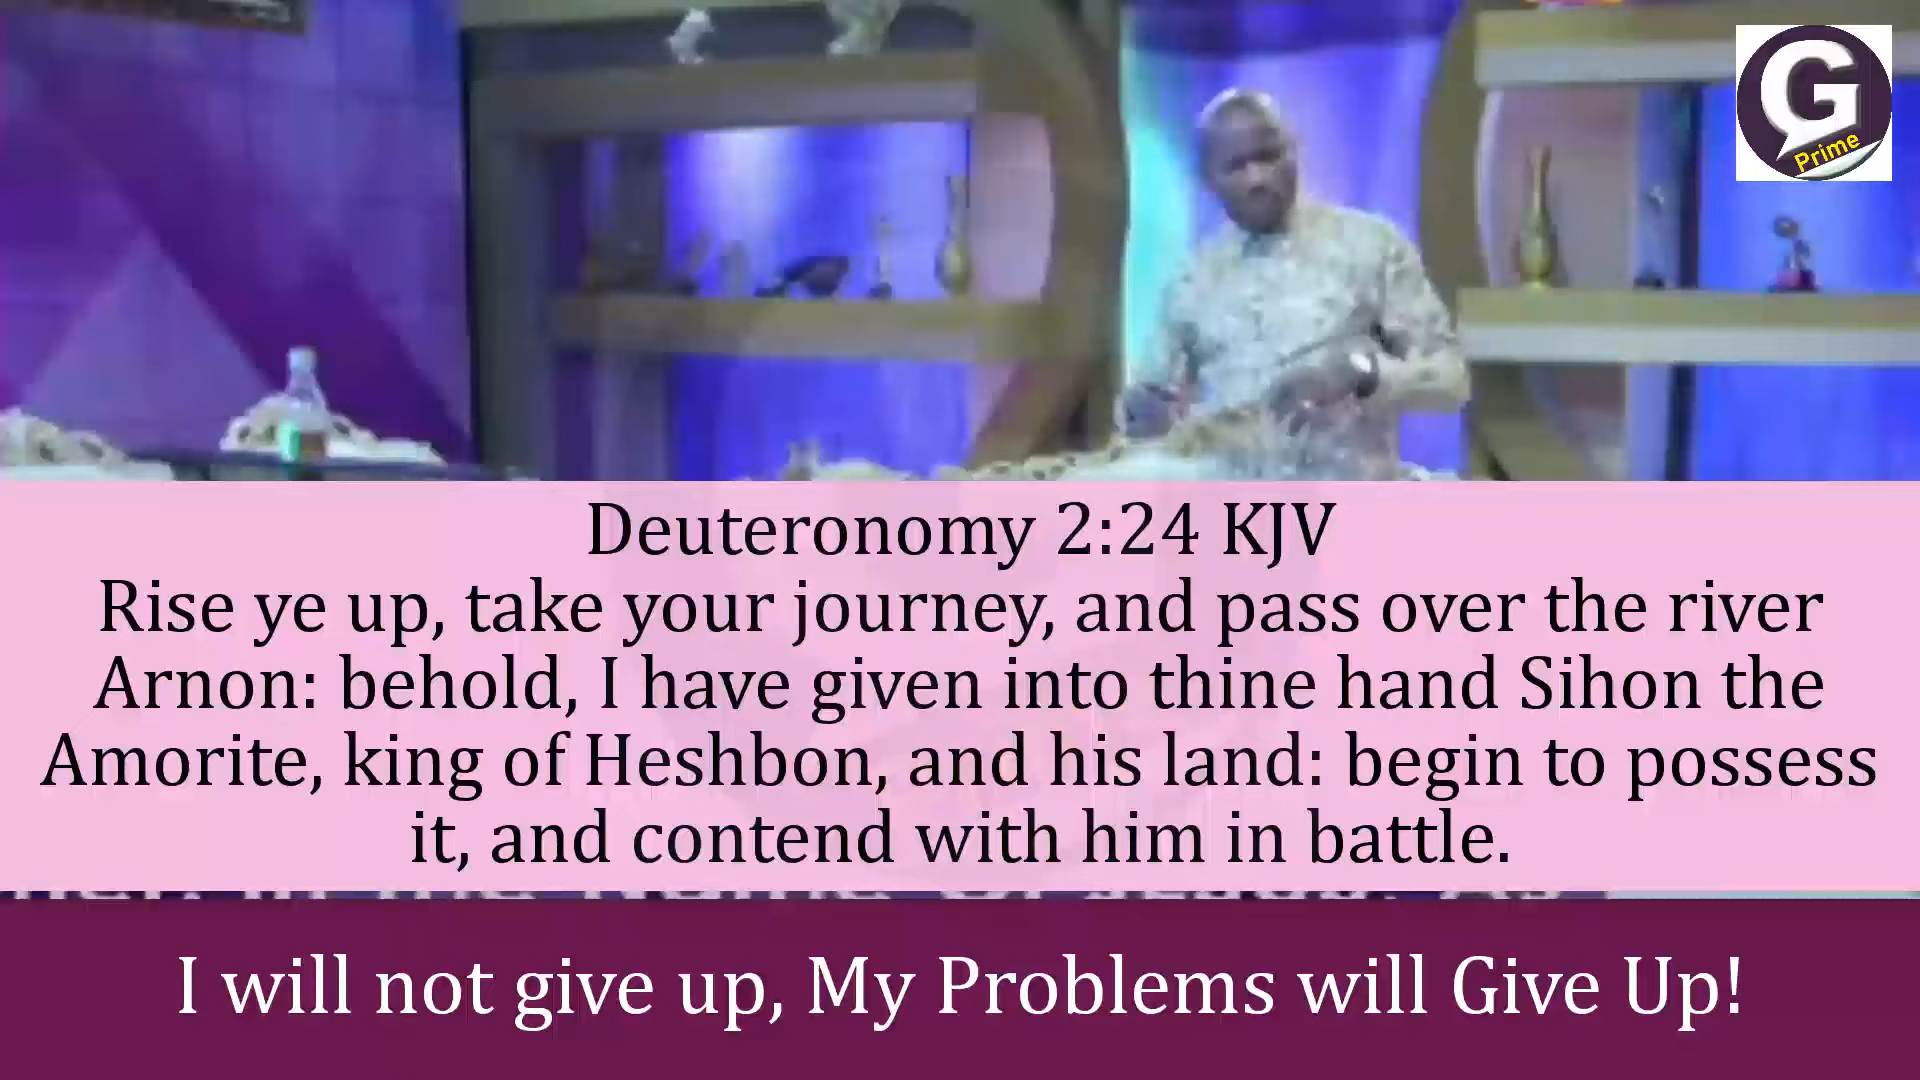 G
Prime
Deuteronomy 2:24 KJV
Rise ye up, take your journey, and pass over the river
Arnon: behold, I have given into thine hand Sihon the
Amorite, king of Heshbon, and his land: begin to possess
it, and contend with him in battle.
I will not give up, My Problems will Give Up!